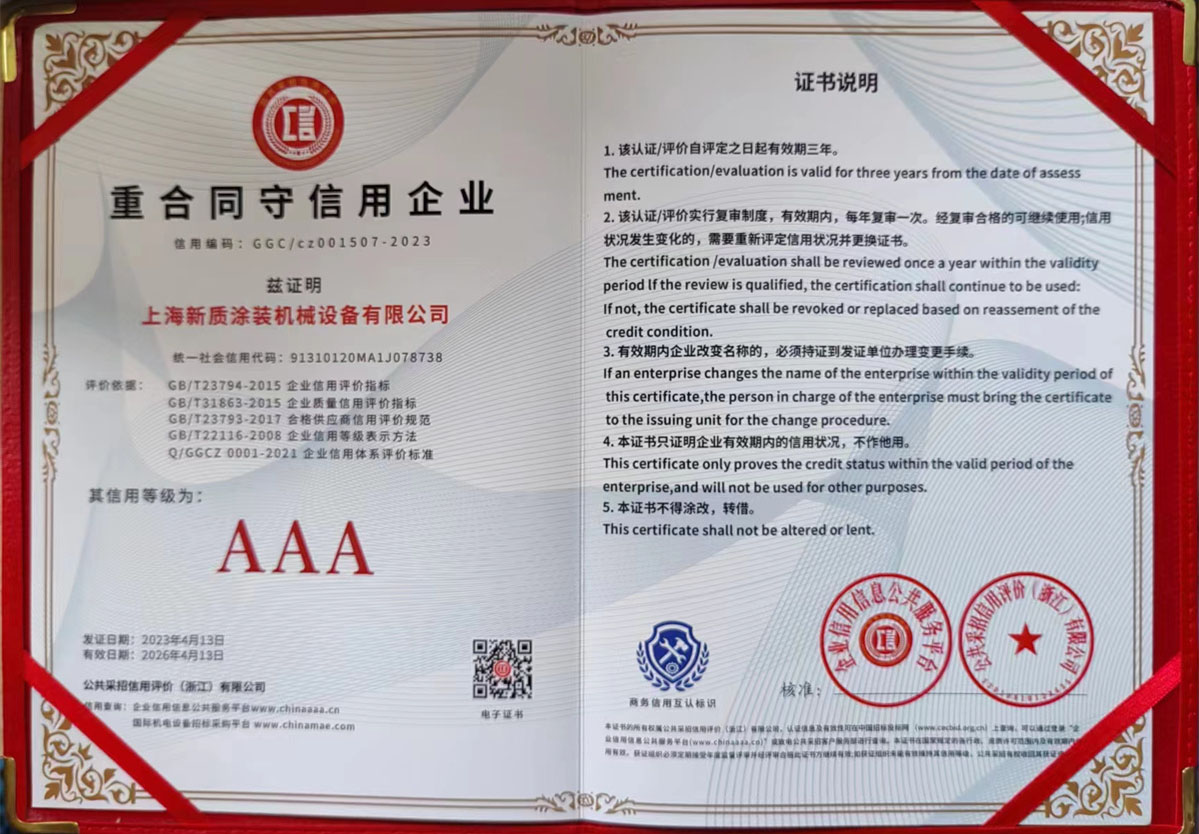 重合同守信用企业
信用编码：GGC/cz001507-2023
兹证明
上海新质涂装机械设备有限公司
统一社会信用代码：91310120MA1J078738
评价依据：
GB/T23794-2015 企业信用评价指标
GB/T31863-2015 企业质量信用评价指标
GB/T23793-2017 合格供应商信用评价规范
GB/T22116-2008 企业信用等级表示方法
Q/GGCZ 0001-2021 企业信用体系评价标准
其信用等级为：
AAA
发证日期：2023年4月13日
有效日期：2026年4月13日
公共采招信用评价（浙江）有限公司
信用查询：企业信用信息公共服务平台www.chinaaaa.cn
国际机电设备招标采购平台 www.chinamae.com
电子证书
证书说明
1. 该认证/评价自评定之日起有效期三年。
The certification/evaluation is valid for three years from the date of assess
ment.
2. 该认证/评价实行复审制度，有效期内，每年复审一次。经复审合格的可继续使用;信用
状况发生变化的，需要重新评定信用状况并更换证书。
The certification /evaluation shall be reviewed once a year within the validity
period lf the review is qualified, the certification shall continue to be used:
If not, the certificate shall be revoked or replaced based on reassement of the
credit condition.
3. 有效期内企业改变名称的，必须持证到发证单位办理变更手续。
If an enterprise changes the name of the enterprise within the validity period of
this certificate,the person in charge of the enterprise must bring the certificate
to the issuing unit for the change procedure.
4. 本证书只证明企业有效期内的信用状况，不作他用。
This certificate only proves the credit status within the valid period of the
enterprise,and will not be used for other purposes.
5. 本证书不得涂改，转借。
This certificate shall not be altered or lent.
商务信用互认标识
核准：
企业信用信息公共服务平台
公共采招信用评价（浙江）有限公司